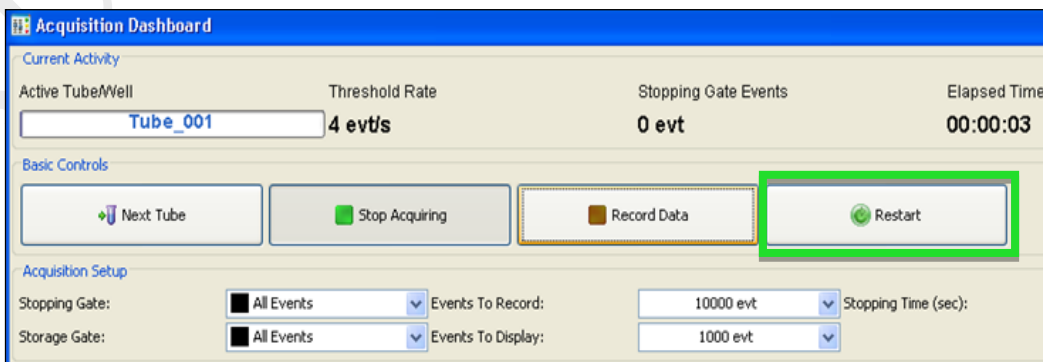 Acquisition Dashboard
Current Activity
Active Tube/Well Threshold Rate Stopping Gate Events Elapsed Time
Tube_001 4 evt/s 0 evt 00:00:03
Basic Controls
Next Tube Stop Acquiring Record Data Restart
Acquisition Setup
Stopping Gate: All Events Events To Record: 10000 evt Stopping Time (sec):
Storage Gate: All Events Events To Display: 1000 evt